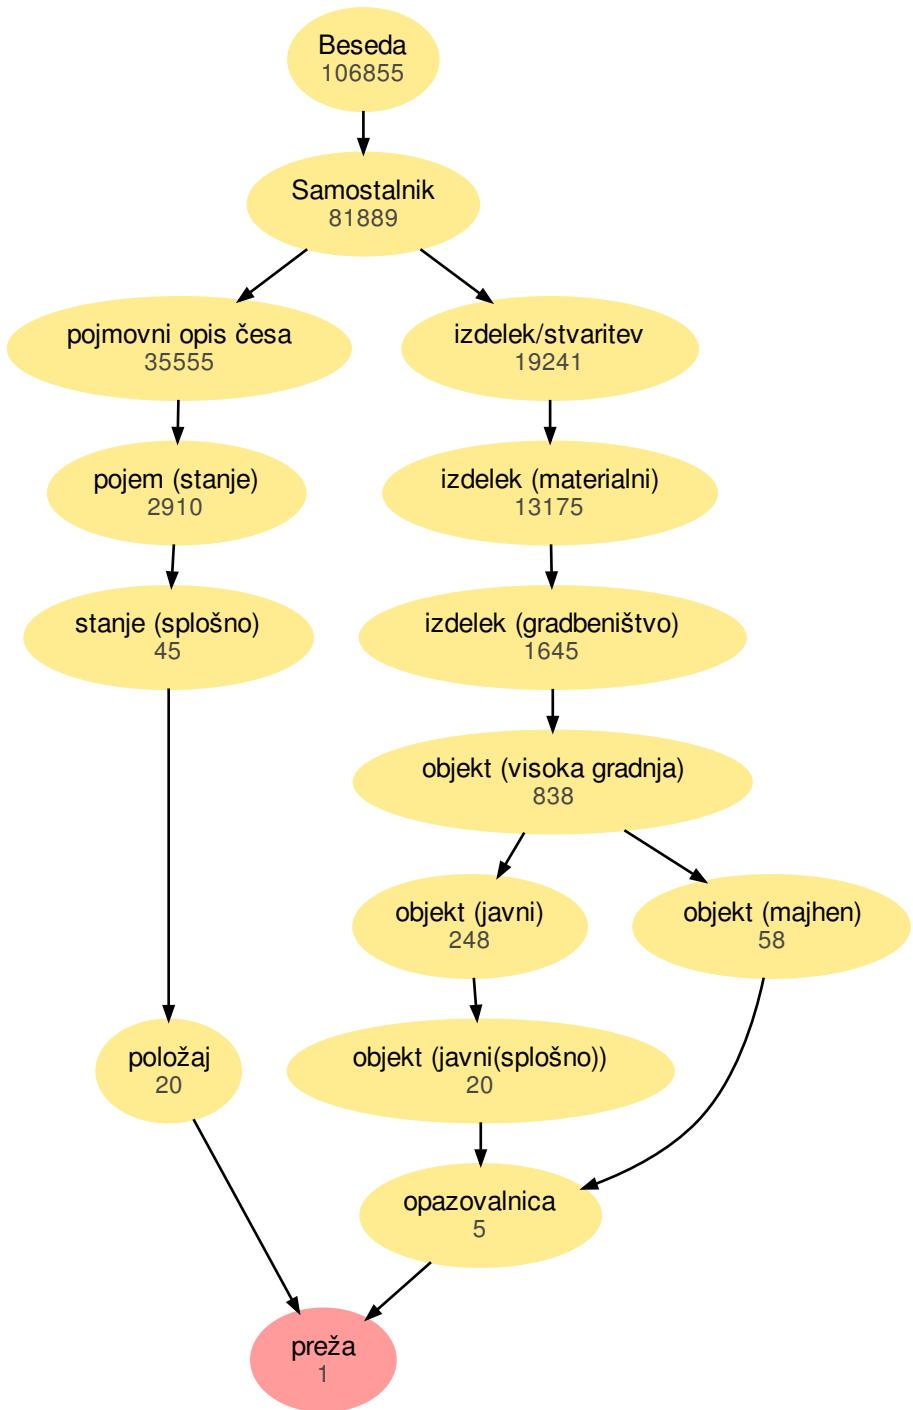 Beseda
106855
Samostalnik
81889
pojmovni opis česa
35555
izdelek/stvaritev
19241
pojem (stanje)
2910
izdelek (materialni)
13175
stanje (splošno)
45
izdelek (gradbeništvo)
1645
objekt (visoka gradnja)
838
objekt (javni)
248
objekt (majhen)
58
položaj
20
objekt (javni(splošno))
20
opazovalnica
5
preža
1